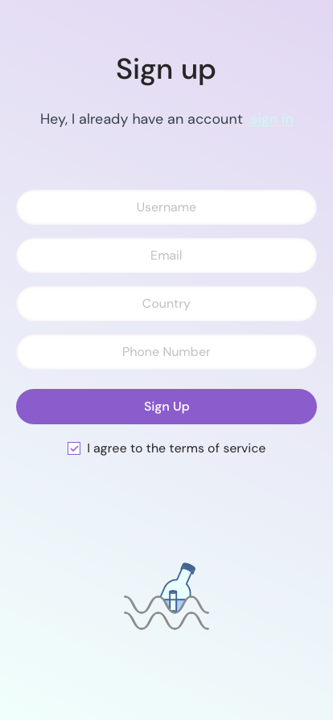 Sign up
Hey, I already have an account sign in
Username
Email
Country
Phone Number
Sign Up
I agree to the terms of service